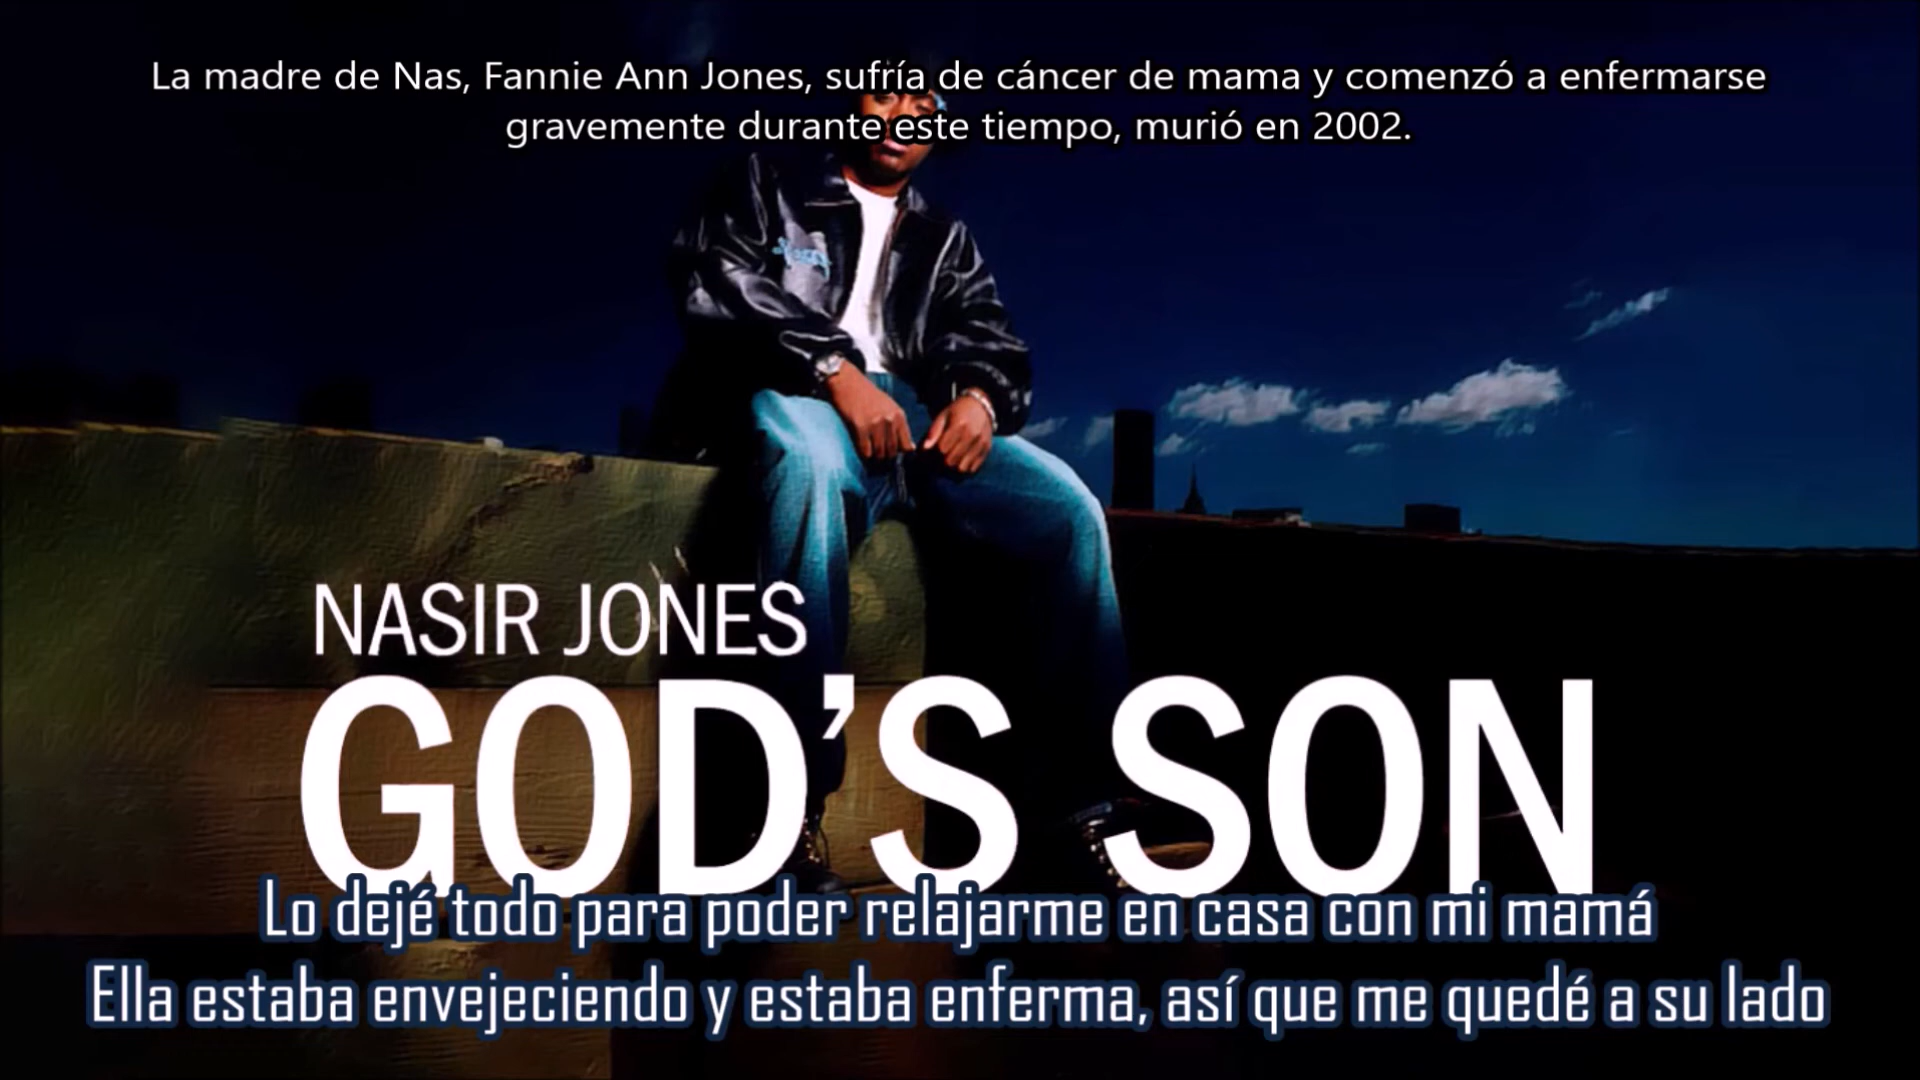 La madre de Nas, Fannie Ann Jones, sufría de cáncer de mama y comenzó a enfermarse
gravemente durante este tiempo, murió en 2002.
NASIR JONES
GOD'S SON
Lo dejé todo para poder relajarme en casa con mi mamá
Ella estaba envejeciendo y estaba enferma, así que me quedé a su lado